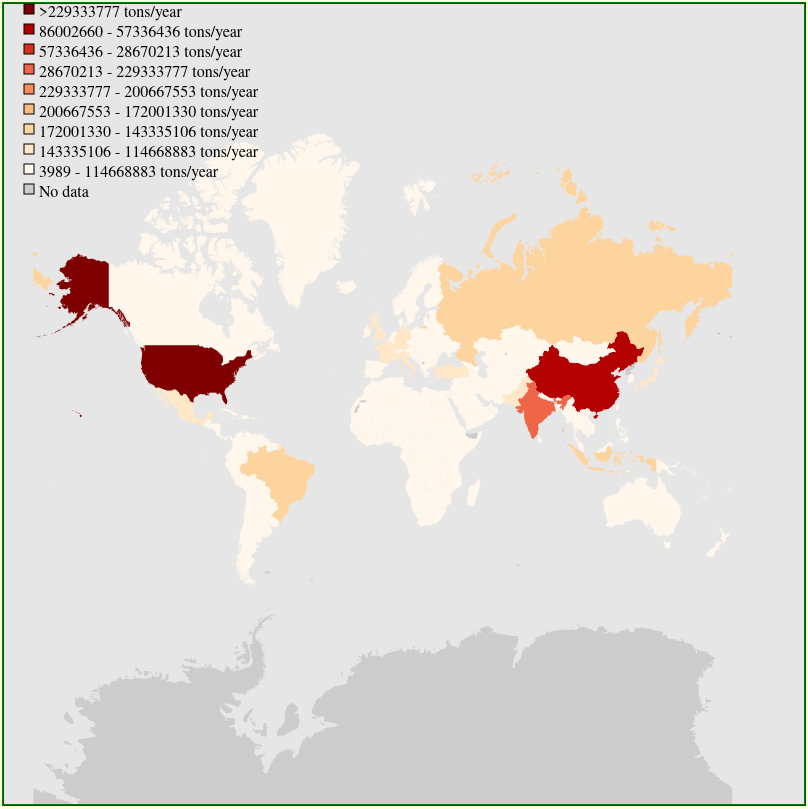 >229333777 tons/year
86002660 - 57336436 tons/year
57336436 - 28670213 tons/year
28670213 - 229333777 tons/year
229333777 - 200667553 tons/year
200667553 - 172001330 tons/year
172001330 - 143335106 tons/year
143335106 - 114668883 tons/year
3989 - 114668883 tons/year
No data